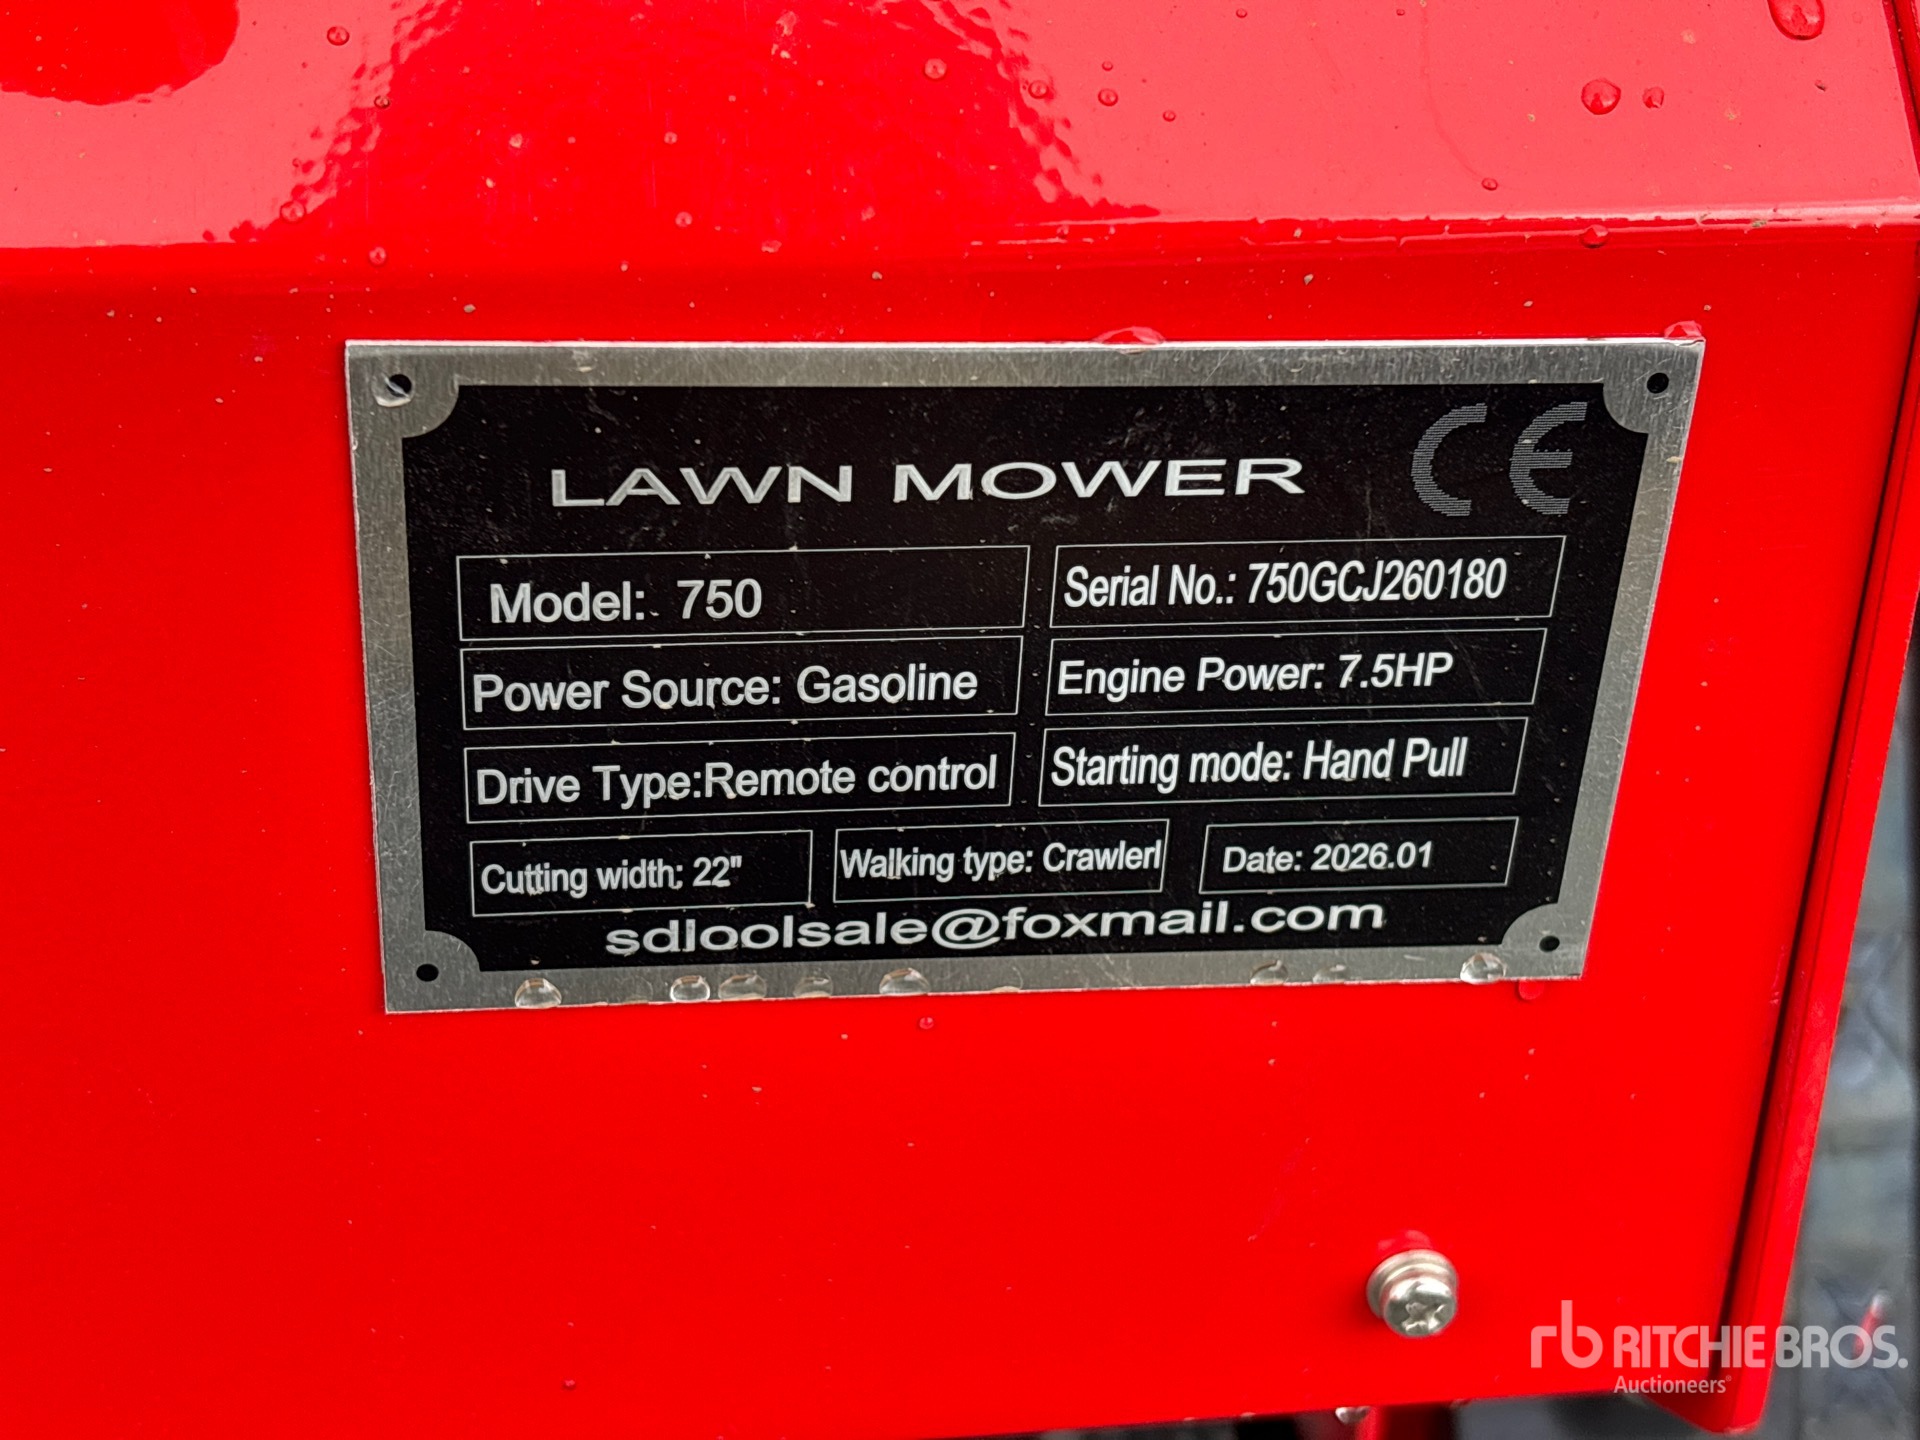 CE
LAWN MOWER
Model: 750
Serial No.: 750GCJ260180
Power Source: Gasoline
Engine Power: 7.5HP
Drive Type:Remote control
Starting mode: Hand Pull
Cutting width: 22"
Walking type: Crawlerl
Date: 2026.01
sdloolsale@foxmail.com
rb RITCHIE BROS.
Auctioneers®